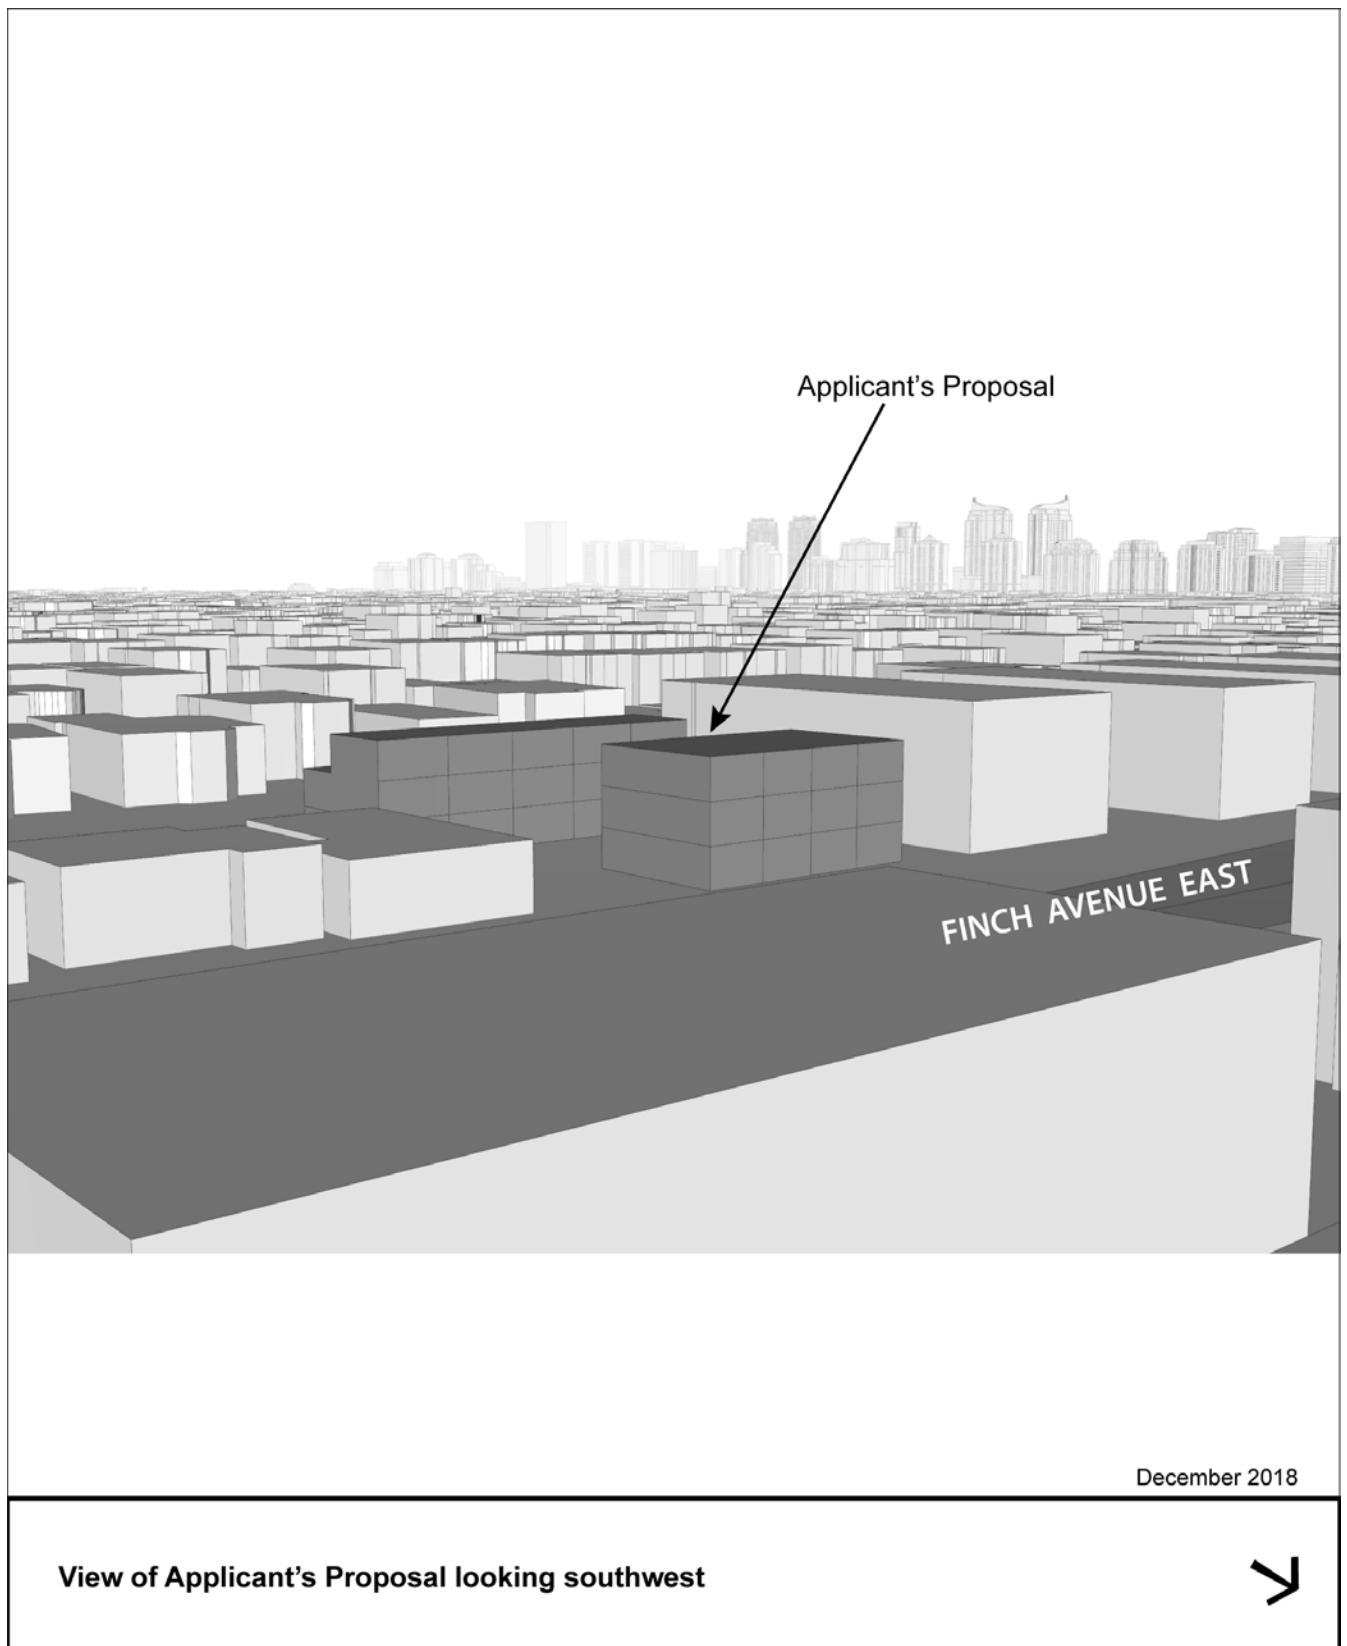 Applicant’s Proposal
FINCH AVENUE EAST
December 2018
View of Applicant’s Proposal looking southwest